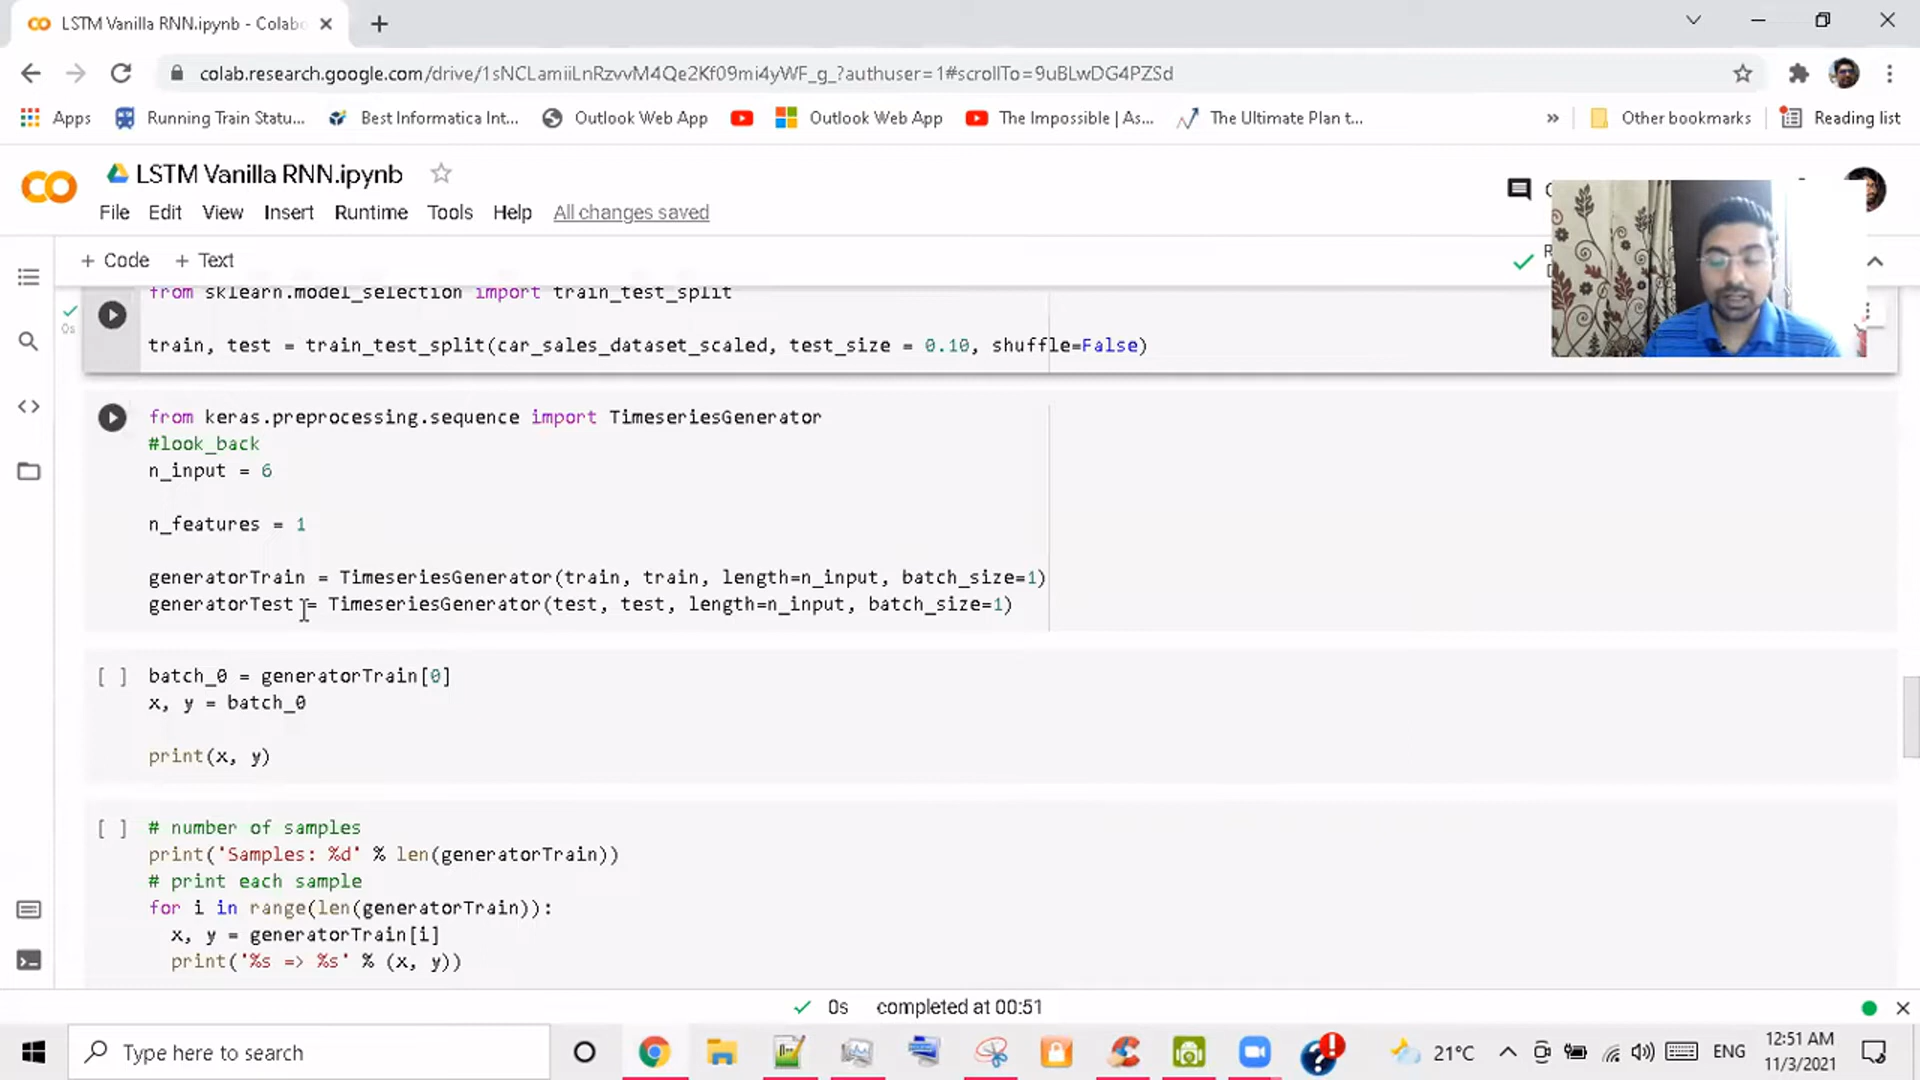 LSTM Vanilla RNN.ipynb - Colabo
colab.research.google.com/drive/1sNCLamiiLnRzvvM4Qe2Kf09mi4yWF_g_?authuser=1#scrollTo=9uBLwDG4PZSd
Apps Running Train Statu... Best Informatica Int... Outlook Web App Outlook Web App The Impossible | As... The Ultimate Plan t... » Other bookmarks Reading list
LSTM Vanilla RNN.ipynb
File Edit View Insert Runtime Tools Help All changes saved
+ Code + Text
from sklearn.model_selection import train_test_split
0s
train, test = train_test_split(car_sales_dataset_scaled, test_size = 0.10, shuffle=False)
from keras.preprocessing.sequence import TimeseriesGenerator
#look_back
n_input = 6
n_features = 1
generatorTrain = TimeseriesGenerator(train, train, length=n_input, batch_size=1)
generatorTest = TimeseriesGenerator(test, test, length=n_input, batch_size=1)
[ ] batch_0 = generatorTrain[0]
x, y = batch_0
print(x, y)
[ ] # number of samples
print('Samples: %d' % len(generatorTrain))
# print each sample
for i in range(len(generatorTrain)):
x, y = generatorTrain[i]
print('%s => %s' % (x, y))
0s completed at 00:51
Type here to search
21°C ENG 12:51 AM
11/3/2021